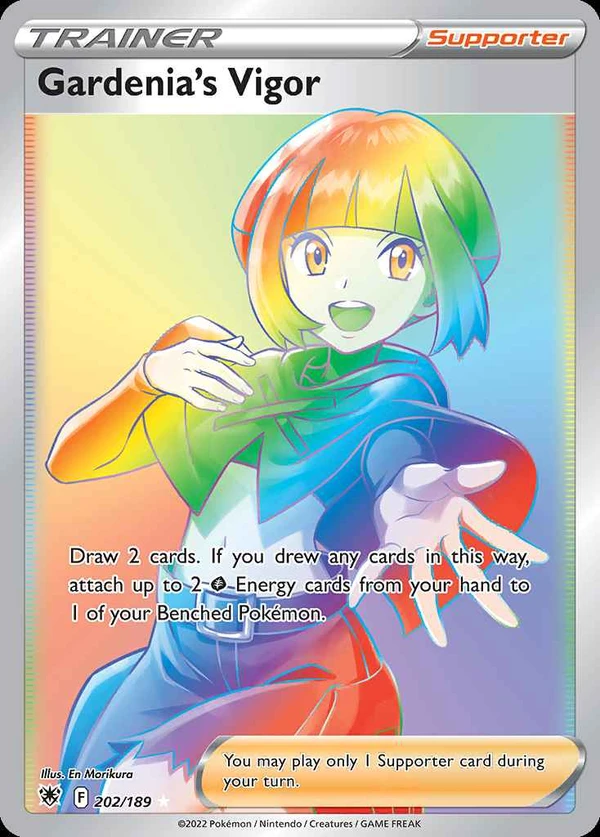 TRAINER Supporter
Gardenia's Vigor
Draw 2 cards. If you drew any cards in this way,
attach up to 2 Energy cards from your hand to
1 of your Benched Pokémon.
You may play only 1 Supporter card during
your turn.
Illus. En Morikura
F 202/189
©2022 Pokémon / Nintendo / Creatures / GAME FREAK